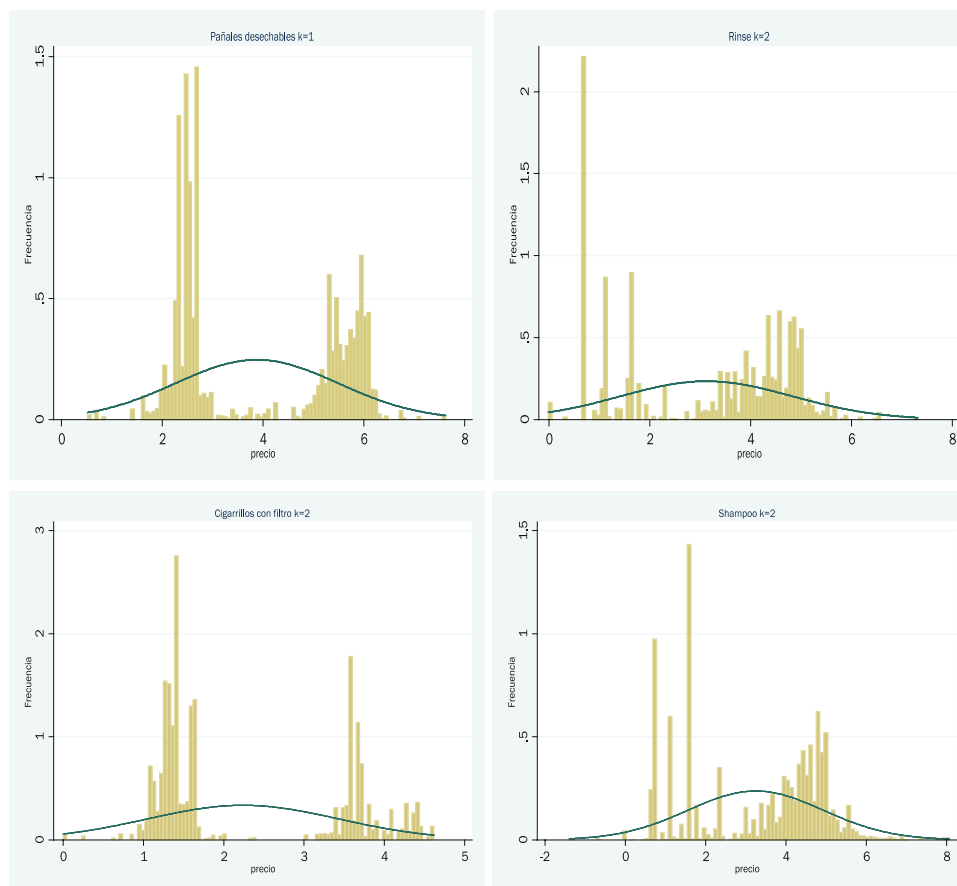 Pañales desechables k=1
Frecuencia
0 .5 1 1.5
0 2 4 6 8
precio
Rinse k=2
Frecuencia
0 .5 1 1.5 2
0 2 4 6 8
precio
Cigarrillos con filtro k=2
Frecuencia
0 1 2 3
0 1 2 3 4 5
precio
Shampoo k=2
Frecuencia
0 .5 1 1.5
-2 0 2 4 6 8
precio